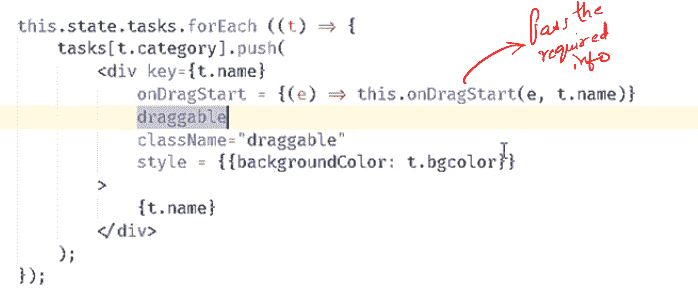 this.state.tasks.forEach ((t) ⇒ {
tasks[t.category].push(
<div key={t.name}
onDragStart = {(e) ⇒ this.onDragStart(e, t.name)}
draggable
className="draggable"
style = {{backgroundColor: t.bgcolor}}
>
{t.name}
</div>
);
});
Pass the
required
info